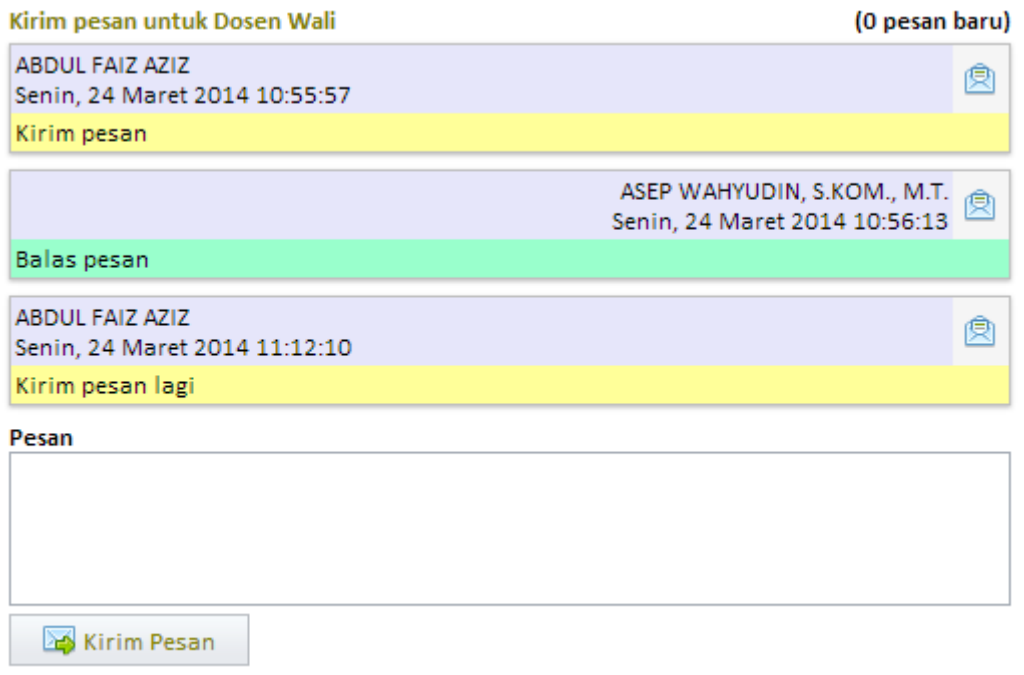 Kirim pesan untuk Dosen Wali (0 pesan baru)
ABDUL FAIZ AZIZ
Senin, 24 Maret 2014 10:55:57
Kirim pesan
ASEP WAHYUDIN, S.KOM., M.T.
Senin, 24 Maret 2014 10:56:13
Balas pesan
ABDUL FAIZ AZIZ
Senin, 24 Maret 2014 11:12:10
Kirim pesan lagi
Pesan
Kirim Pesan